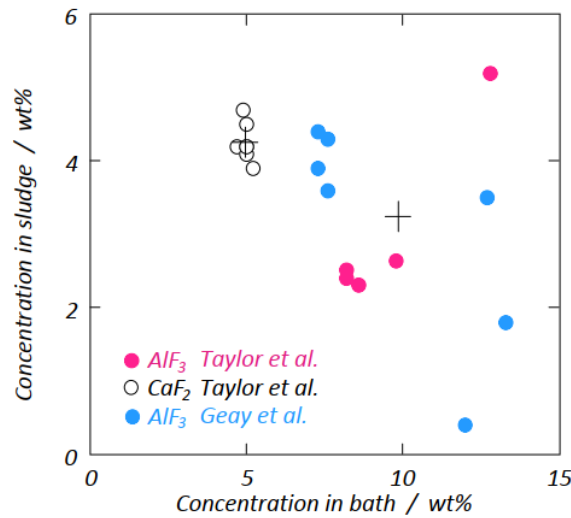 6
4
2
0
Concentration in sludge / wt%
AlF₃ Taylor et al.
CaF₂ Taylor et al.
AlF₃ Geay et al.
0 5 10 15
Concentration in bath / wt%